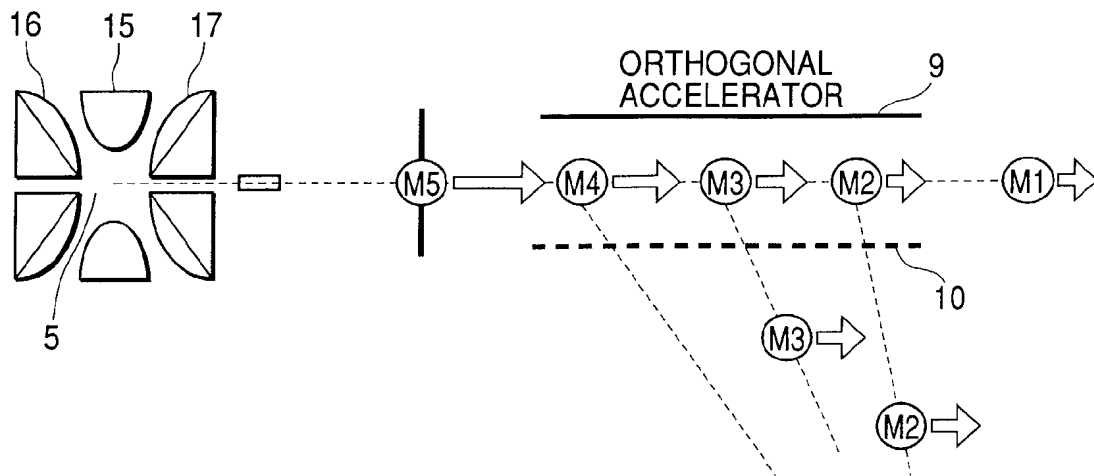 16 15 17
ORTHOGONAL 9
ACCELERATOR
M5 M4 M3 M2 M1
5 M3 10
M2